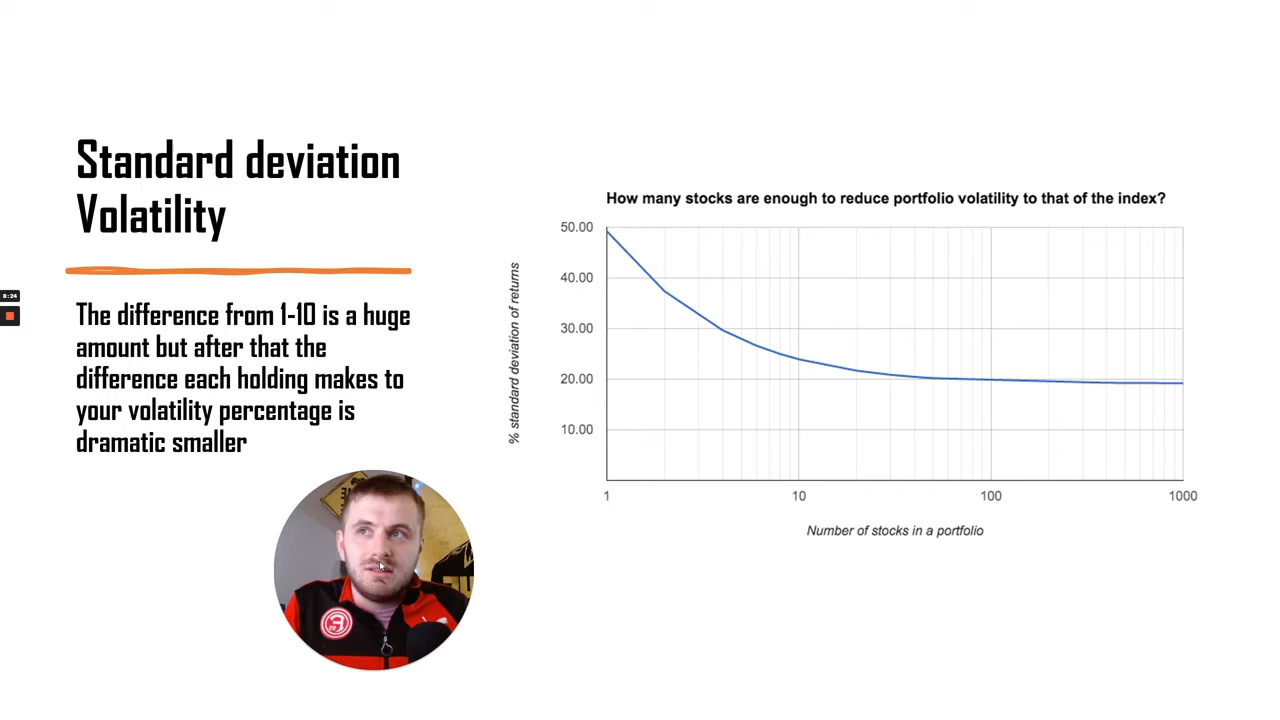 Standard deviation
Volatility
The difference from 1-10 is a huge
amount but after that the
difference each holding makes to
your volatility percentage is
dramatic smaller
8:24
How many stocks are enough to reduce portfolio volatility to that of the index?
% standard deviation of returns
50.00
40.00
30.00
20.00
10.00
1
10
100
1000
Number of stocks in a portfolio